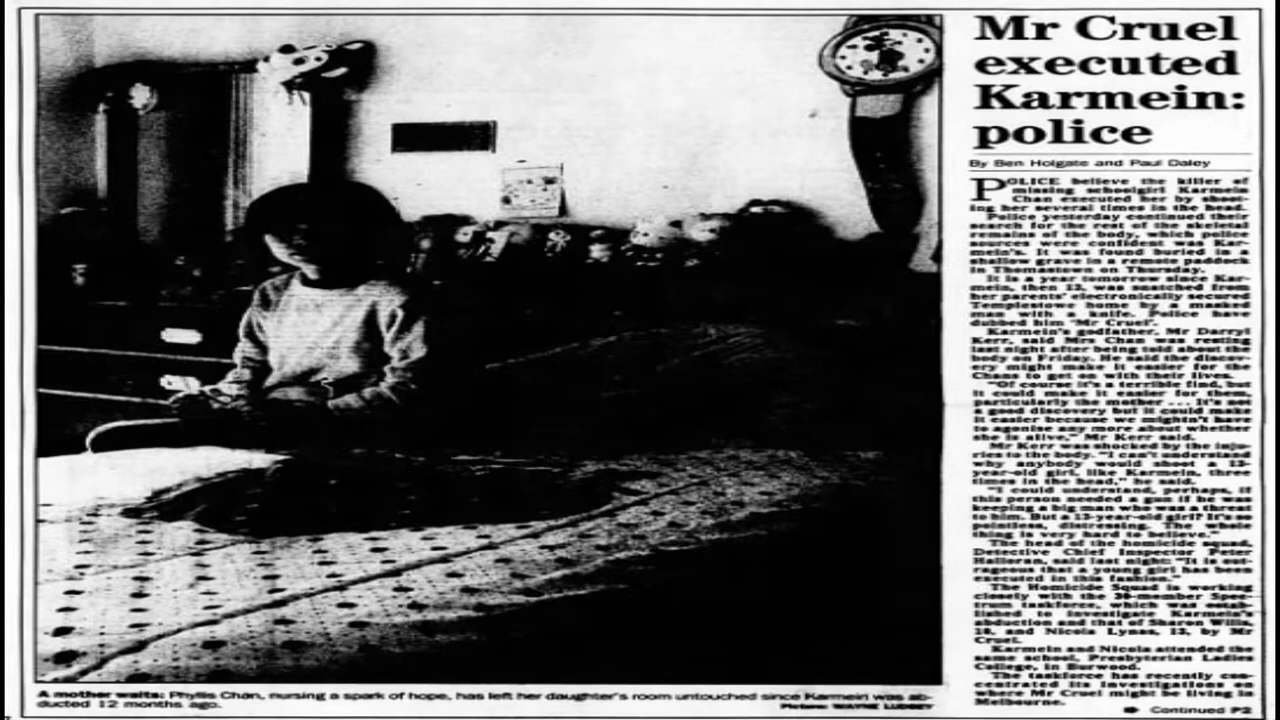 Mr Cruel
executed
Karmein:
police
By Ben Holgate and Paul Daley
POLICE believe the killer of
missing schoolgirl Karmein
Chan executed her by shoot-
ing her several times in the head.
Police yesterday continued their
search for the rest of the skeletal
remains of the body, which police
sources were confident was Kar-
mein's. It was found buried in a
shallow grave in a remote paddock
in Thomastown on Thursday.
It is a year tomorrow since Kar-
mein, then 13, was snatched from
her parents' electronically secured
Templestowe home by a masked
man with a knife. Police have
dubbed him 'Mr Cruel'.
Karmein's godfather, Mr Darryl
Kerr, said Mrs Chan was resting
last night after being told about the
body on Friday. He said the discov-
ery might make it easier for the
Chans to get on with their lives.
"Of course it's a terrible find, but
it could make it easier for them,
particularly the mother ... It's not
a good discovery but it could make
it easier because we mightn't have
to agonise any more about whether
she is alive," Mr Kerr said.
Mr Kerr was shocked by the inju-
ries to the body. "I can't understand
why anybody would shoot a 13-
year-old girl, like Karmein, three
times in the head," he said.
"I could understand, perhaps, if
this person needed a gun if he was
keeping a big man who was a threat
to him. But a 13-year-old girl? It's so
pointless, distressing. The whole
thing is very hard to believe."
The head of the homicide squad,
Detective Chief Inspector Peter
Halloran, said last night: "It is out-
rageous that a young girl has been
executed in this fashion."
The Homicide Squad is working
closely with the 36-member Spec-
trum taskforce, which was estab-
lished to investigate Karmein's
abduction and that of Sharon Wills,
10, and Nicola Lynas, 13, by Mr
Cruel.
Karmein and Nicola attended the
same school, Presbyterian Ladies
College, in Burwood.
The taskforce has recently con-
centrated its investigations on
where Mr Cruel might be living in
Melbourne.
Continued P2
A mother waits: Phyllis Chan, nursing a spark of hope, has left her daughter's room untouched since Karmein was ab-
ducted 12 months ago.
Picture: WAYNE LUDBEY